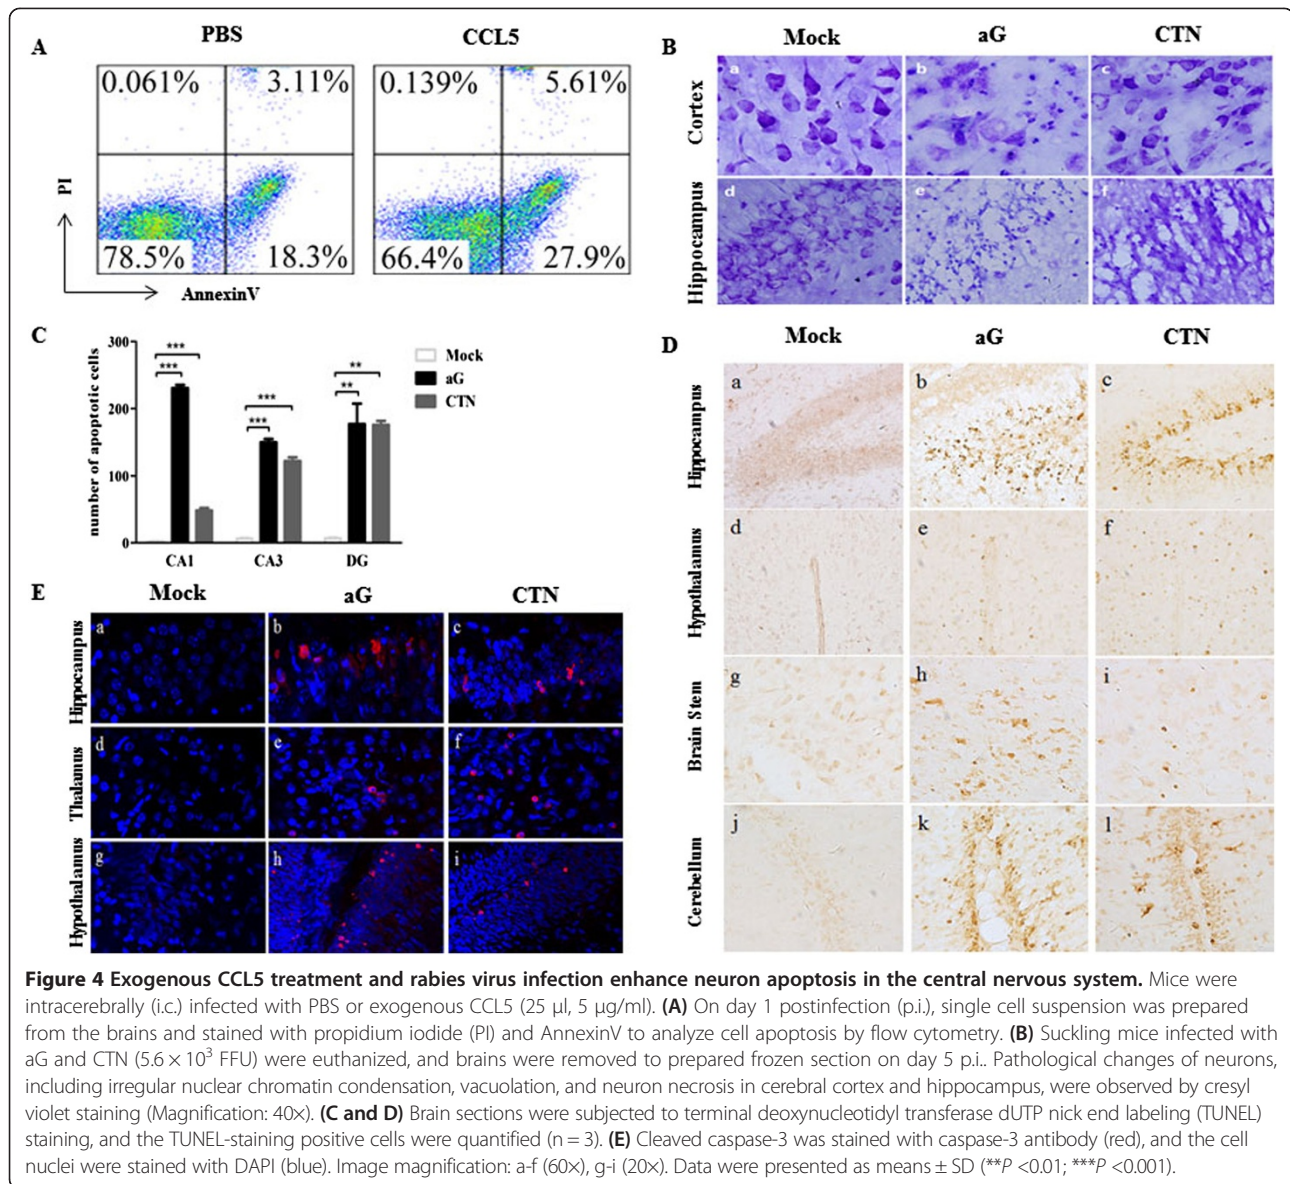 A
PBS
CCL5
0.061%
3.11%
0.139%
5.61%
78.5%
18.3%
66.4%
27.9%
PI
AnnexinV
B
Mock
aG
CTN
Cortex
a
b
c
Hippocampus
d
e
f
C
number of apoptotic cells
300
200
100
0
***
***
***
***
**
**
Mock
aG
CTN
CA1
CA3
DG
D
Mock
aG
CTN
Hippocampus
a
b
c
Hypothalamus
d
e
f
Brain Stem
g
h
i
Cerebellum
j
k
l
E
Mock
aG
CTN
Hippocampus
a
b
c
Thalamus
d
e
f
Hypothalamus
g
h
i
Figure 4 Exogenous CCL5 treatment and rabies virus infection enhance neuron apoptosis in the central nervous system. Mice were
intracerebrally (i.c.) infected with PBS or exogenous CCL5 (25 μl, 5 μg/ml). (A) On day 1 postinfection (p.i.), single cell suspension was prepared
from the brains and stained with propidium iodide (PI) and AnnexinV to analyze cell apoptosis by flow cytometry. (B) Suckling mice infected with
aG and CTN (5.6 × 10³ FFU) were euthanized, and brains were removed to prepared frozen section on day 5 p.i.. Pathological changes of neurons,
including irregular nuclear chromatin condensation, vacuolation, and neuron necrosis in cerebral cortex and hippocampus, were observed by cresyl
violet staining (Magnification: 40×). (C and D) Brain sections were subjected to terminal deoxynucleotidyl transferase dUTP nick end labeling (TUNEL)
staining, and the TUNEL-staining positive cells were quantified (n = 3). (E) Cleaved caspase-3 was stained with caspase-3 antibody (red), and the cell
nuclei were stained with DAPI (blue). Image magnification: a-f (60×), g-i (20×). Data were presented as means ± SD (**P <0.01; ***P <0.001).